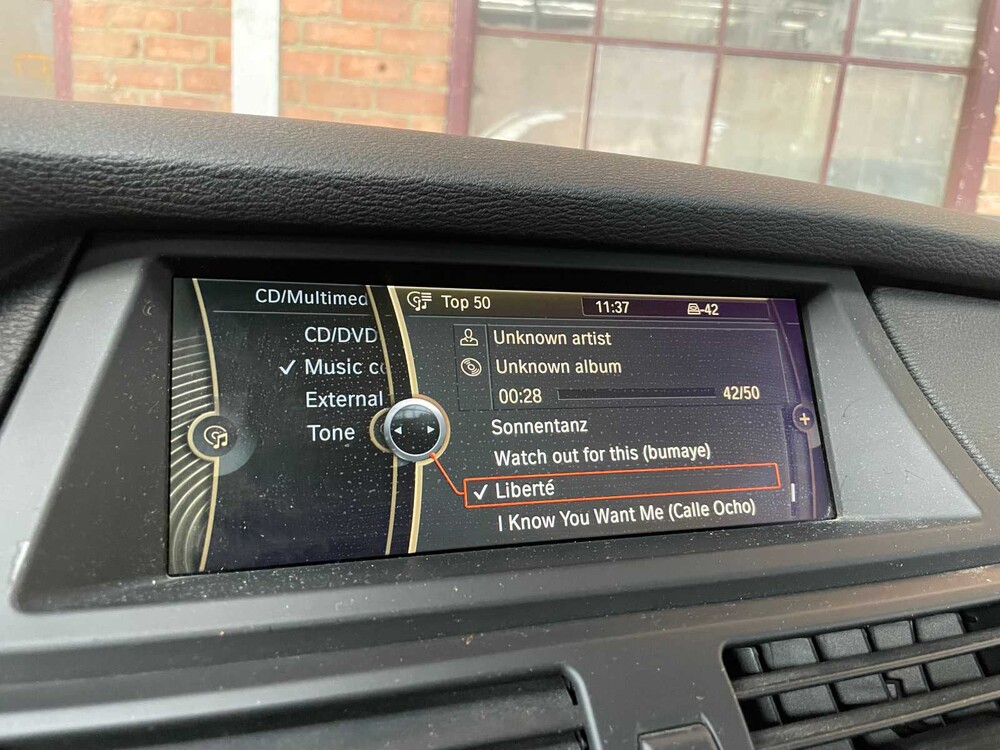 CD/Multimed
CD/DVD
Music co
External
Tone
Top 50
11:37
-42
Unknown artist
Unknown album
00:28
42/50
Sonnentanz
Watch out for this (bumaye)
Liberté
I Know You Want Me (Calle Ocho)